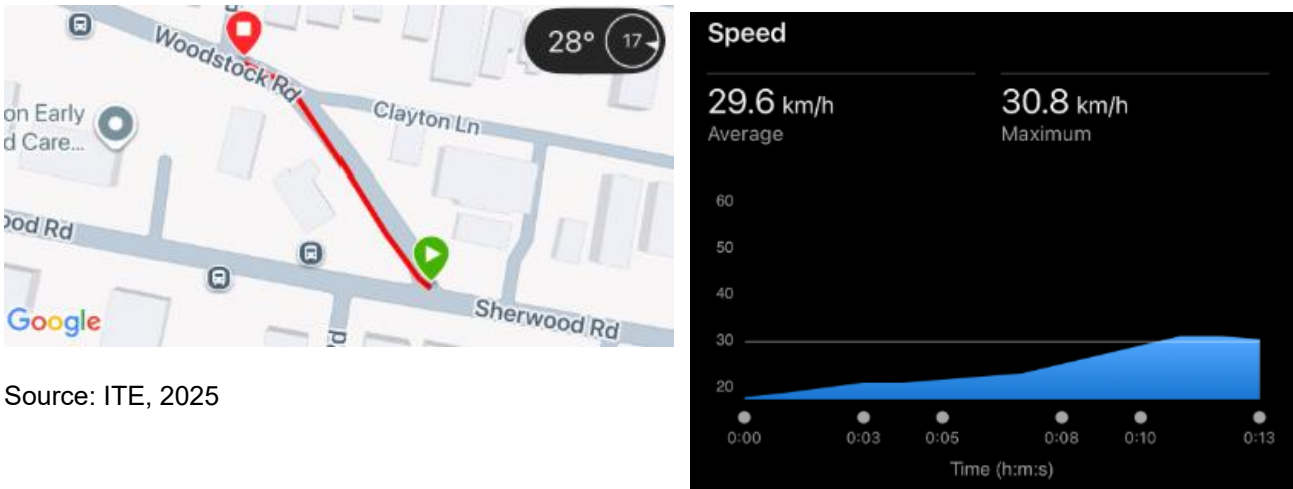 28° 17
Woodstock Rd
on Early
d Care...
Clayton Ln
ood Rd
Sherwood Rd
Rd
Google
Source: ITE, 2025
Speed
29.6 km/h
Average
30.8 km/h
Maximum
60
50
40
30
20
0:00 0:03 0:05 0:08 0:10 0:13
Time (h:m:s)